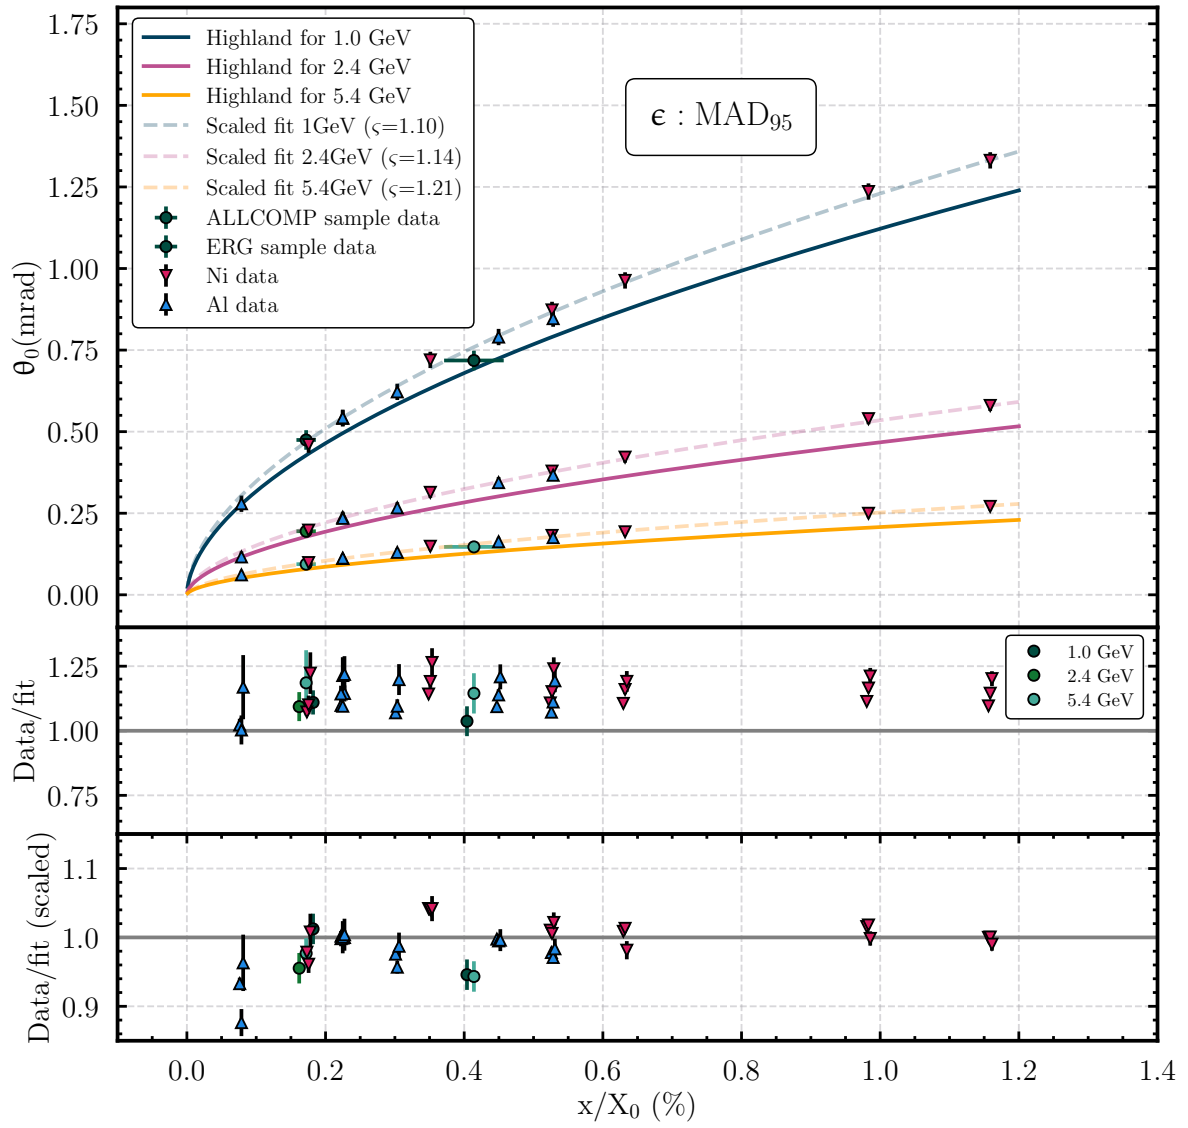 Highland for 1.0 GeV
Highland for 2.4 GeV
Highland for 5.4 GeV
Scaled fit 1GeV (ς=1.10)
Scaled fit 2.4GeV (ς=1.14)
Scaled fit 5.4GeV (ς=1.21)
ALLCOMP sample data
ERG sample data
Ni data
Al data
ϵ : MAD₉₅
θ₀(mrad)
1.75
1.50
1.25
1.00
0.75
0.50
0.25
0.00
Data/fit
1.25
1.00
0.75
1.0 GeV
2.4 GeV
5.4 GeV
Data/fit (scaled)
1.1
1.0
0.9
0.0 0.2 0.4 0.6 0.8 1.0 1.2 1.4
x/X₀ (%)